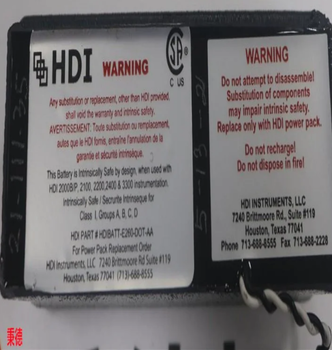 HDI WARNING
Any substitution or replacement, other than HDI provided,
shall void the warranty and intrinsic safety.
AVERTISSEMENT: Toute substitution ou remplacement,
autres que le HDI fornis, entraîne l'annulation de la
garantie et sécurité intrinsèque.
This Battery is Intrinsically Safe by design, when used with
HDI 2000B/P, 2100, 2200,2400 & 3300 instrumentation.
Intrinsically Safe / Securite Intrinseque for
Class I, Groups A, B, C, D
HDI PART # HDIBATT-E260-DOT-AA
For Power Pack Replacement Order
HDI Instruments, LLC 7240 Brittmoore Rd., Suite #119
Houston, Texas 77041 (713)-688-8555
C US
WARNING
Do not attempt to disassemble!
Substitution of components
may impair intrinsic safety.
Replace only with HDI power pack.
Do not recharge!
Do not dispose in fire!
HDI INSTRUMENTS, LLC
7240 Brittmoore Rd., Suite #119
Houston, Texas 77041
Phone 713-688-8555 Fax 713-688-2228
秉德